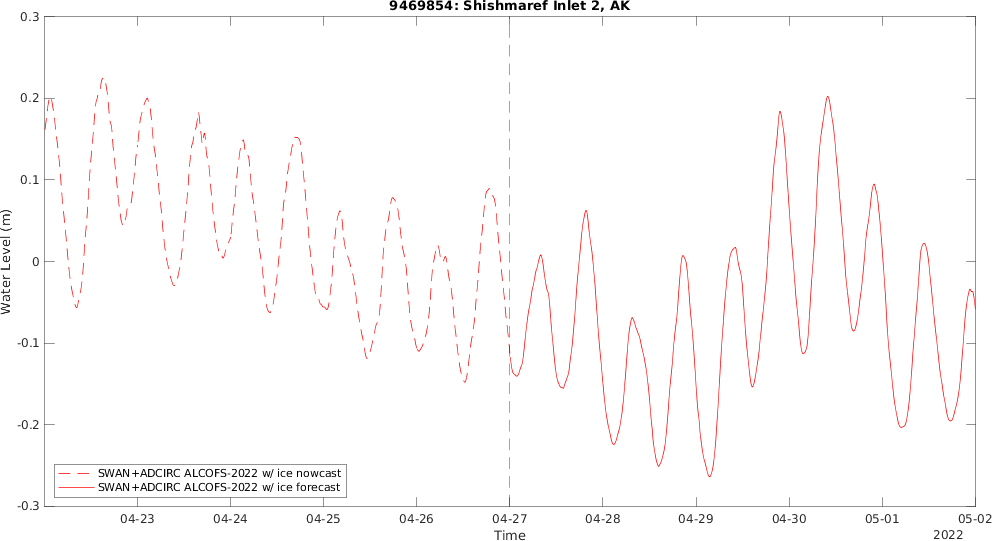 9469854: Shishmaref Inlet 2, AK
0.3
0.2
0.1
0
-0.1
-0.2
-0.3
Water Level (m)
SWAN+ADCIRC ALCOFS-2022 w/ ice nowcast
SWAN+ADCIRC ALCOFS-2022 w/ ice forecast
04-23 04-24 04-25 04-26 04-27 04-28 04-29 04-30 05-01 05-02
Time
2022